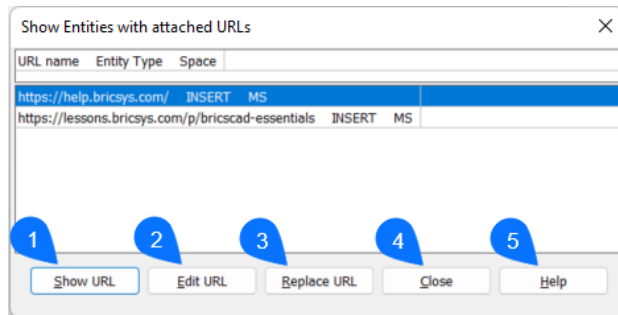 Show Entities with attached URLs
URL name Entity Type Space
https://help.bricsys.com/ INSERT MS
https://lessons.bricsys.com/p/bricscad-essentials INSERT MS
1 2 3 4 5
Show URL Edit URL Replace URL Close Help